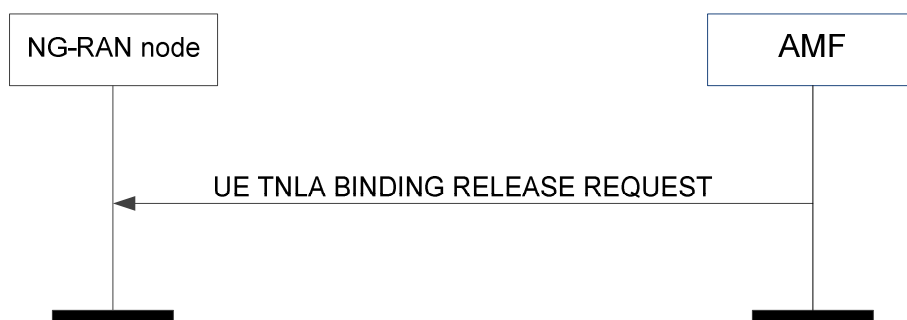 NG-RAN node
AMF
UE TNLA BINDING RELEASE REQUEST